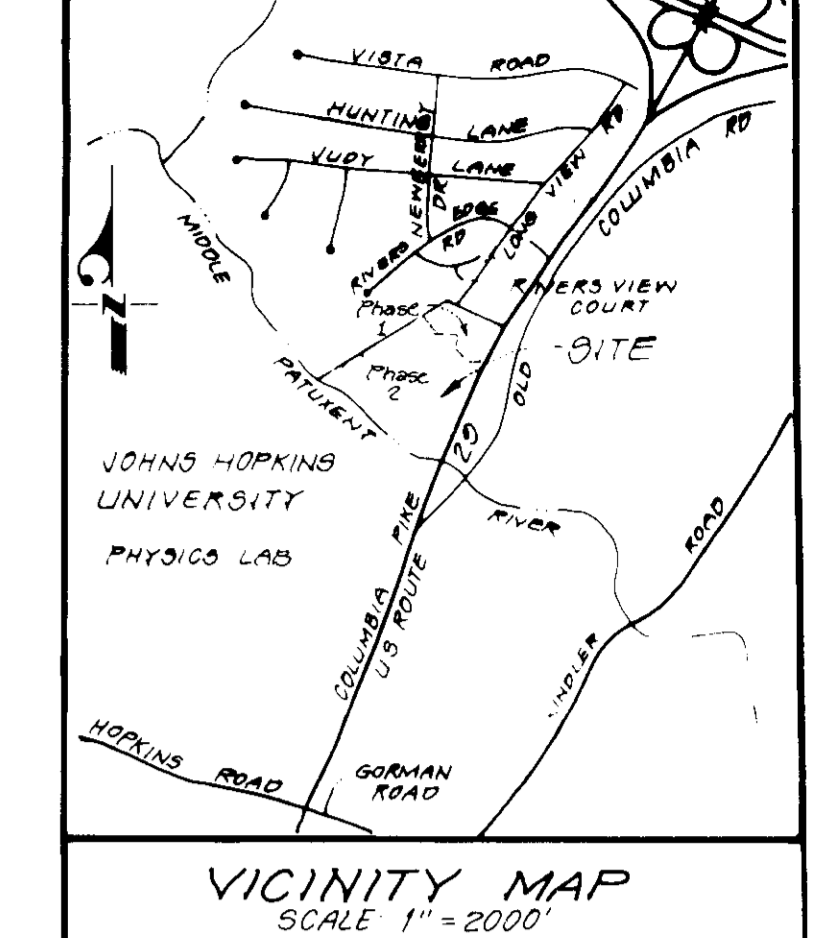 VISTA ROAD
HUNTING LANE
JUDY LANE
NEWBERRY DR
LONG VIEW RD
COLUMBIA RD
RIVERS EDGE RD
MIDDLE
RIVERS VIEW
COURT
Phase
1
SITE
Phase
2
OLD
PATUXENT
29
JOHNS HOPKINS
UNIVERSITY
PHYSICS LAB
RIVER
ROAD
COLUMBIA PIKE
US ROUTE
HOPKINS ROAD
GORMAN
ROAD
N
VICINITY MAP
SCALE 1" = 2000'